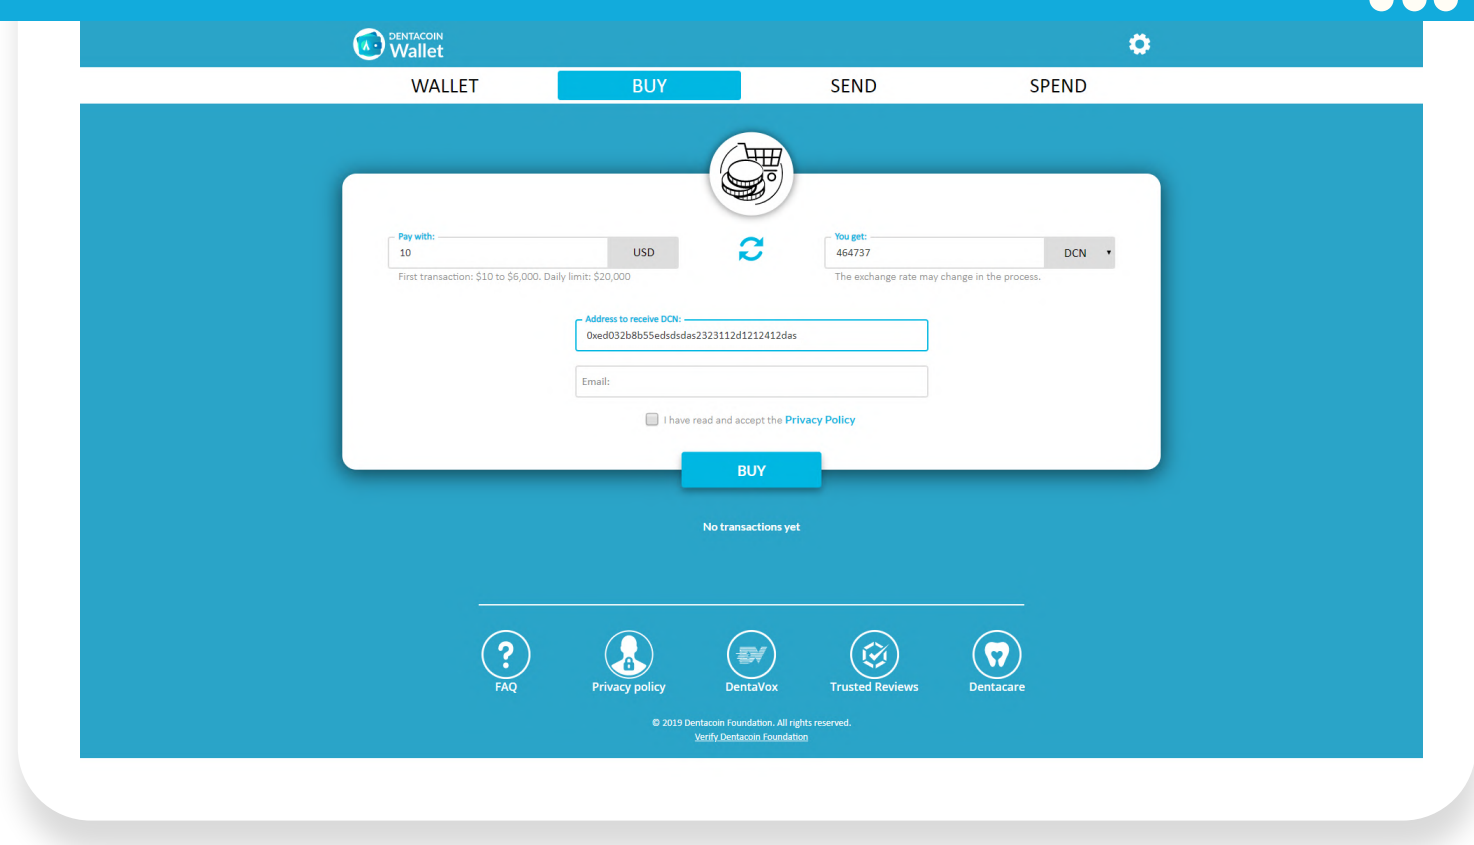 DENTACOIN
Wallet
WALLET BUY SEND SPEND
Pay with:
10 USD
First transaction: $10 to $6,000. Daily limit: $20,000
You get:
464737 DCN
The exchange rate may change in the process.
Address to receive DCN:
0xed032b8b55edsdsdas2323112d1212412das
Email:
I have read and accept the Privacy Policy
BUY
No transactions yet
FAQ Privacy policy DentaVox Trusted Reviews Dentacare
© 2019 Dentacoin Foundation. All rights reserved.
Verify Dentacoin Foundation